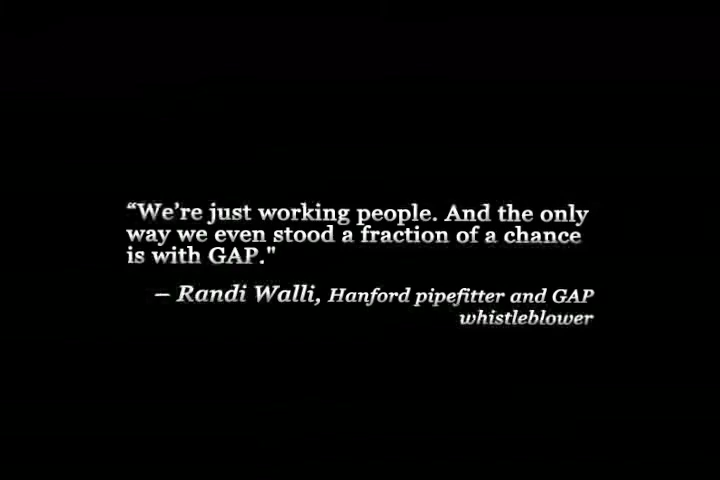 “We’re just working people. And the only
way we even stood a fraction of a chance
is with GAP."
– Randi Walli, Hanford pipefitter and GAP
whistleblower